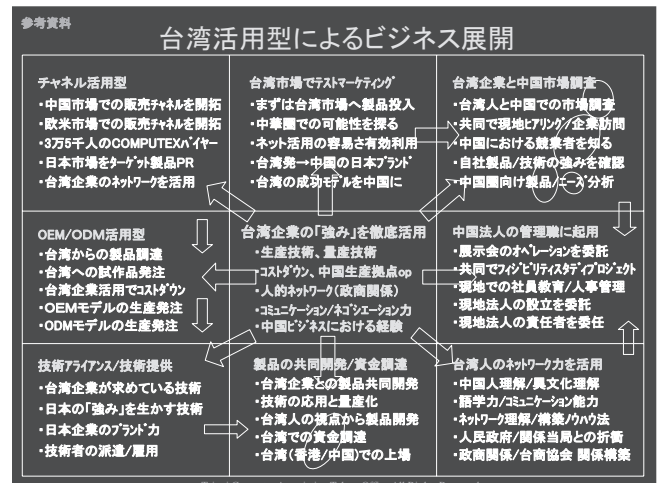 参考資料
台湾活用型によるビジネス展開
チャネル活用型
・中国市場での販売チャネルを開拓
・欧米市場での販売チャネルを開拓
・3万5千人のCOMPUTEXバイヤー
・日本市場をターゲット製品PR
・台湾企業のネットワークを活用
台湾市場でテストマーケティング
・まずは台湾市場へ製品投入
・中華圏での可能性を探る
・ネット活用の容易さ有効利用
・台湾発→中国の日本ブランド
・台湾の成功モデルを中国に
台湾企業と中国市場調査
・台湾人と中国での市場調査
・共同で現地ヒアリング/企業訪問
・中国における競業者を知る
・自社製品/技術の強みを確認
・中国圏向け製品/ニーズ分析
OEM/ODM活用型
・台湾からの製品調達
・台湾への試作品発注
・台湾企業活用でコストダウン
・OEMモデルの生産発注
・ODMモデルの生産発注
台湾企業の「強み」を徹底活用
・生産技術、量産技術
・コストダウン、中国生産拠点op
・人的ネットワーク(政商関係)
・コミュニケーション/ネゴシエーション力
・中国ビジネスにおける経験
中国法人の管理職に起用
・展示会のオペレーションを委託
・共同でフィジビリティスタディプロジェクト
・現地での社員教育/人事管理
・現地法人の設立を委託
・現地法人の責任者を委任
技術アライアンス/技術提供
・台湾企業が求めている技術
・日本の「強み」を生かす技術
・日本企業のブランド力
・技術者の派遣/雇用
製品の共同開発/資金調達
・台湾企業との製品共同開発
・技術の応用と量産化
・台湾人の視点から製品開発
・台湾での資金調達
・台湾(香港/中国)での上場
台湾人のネットワーク力を活用
・中国人理解/異文化理解
・語学力/コミュニケーション能力
・ネットワーク理解/構築ノウハウ法
・人民政府/関係当局との折衝
・政商関係/台商協会 関係構築